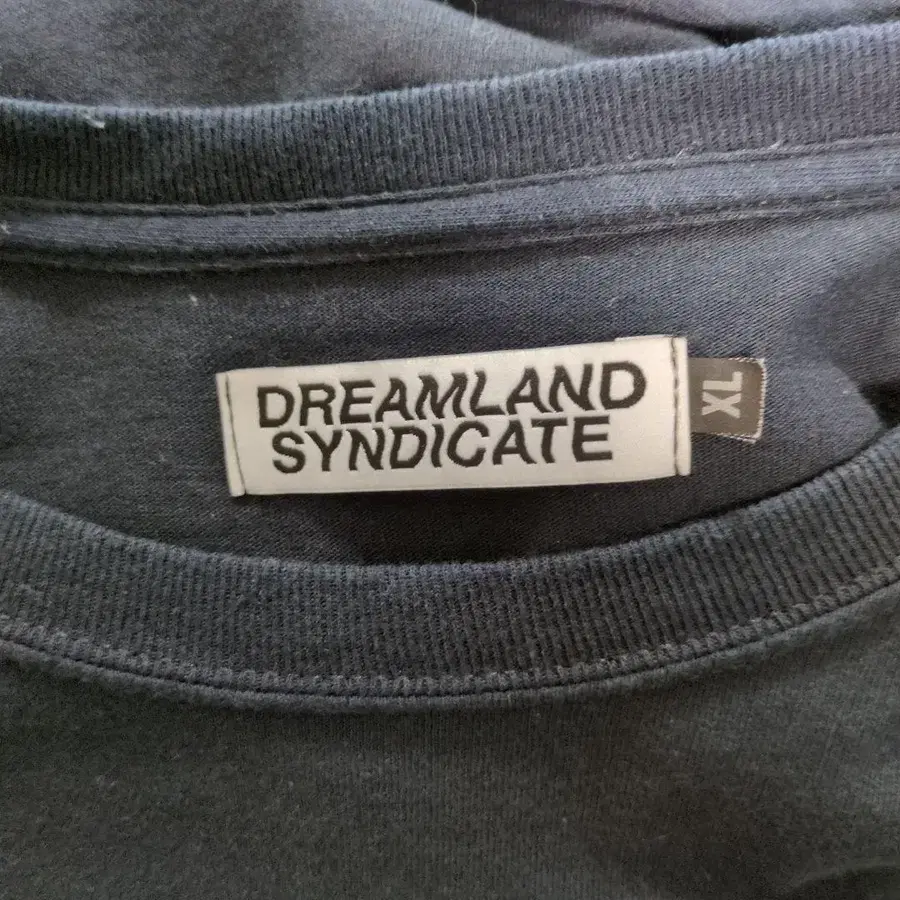 DREAMLAND
SYNDICATE
XL